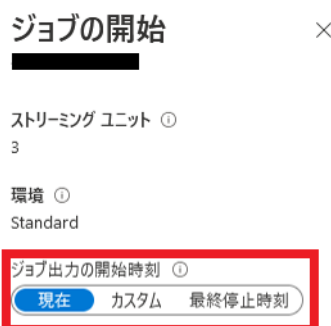 ジョブの開始
ストリーミング ユニット
3
環境
Standard
ジョブ出力の開始時刻
現在 カスタム 最終停止時刻